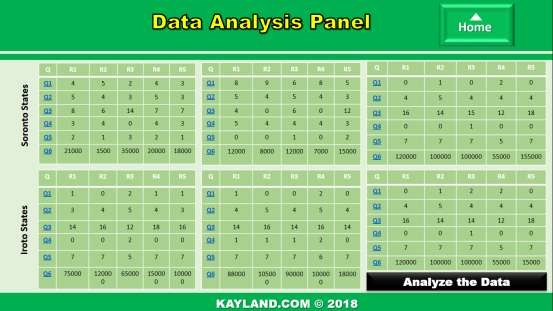 Data Analysis Panel
Home
Soronto States
Q R1 R2 R3 R4 R5
Q1 4 5 2 4 3
Q2 5 4 3 5 3
Q3 8 6 14 7 7
Q4 3 4 0 4 3
Q5 2 1 3 2 1
Q6 21000 1500 35000 20000 18000
Q R1 R2 R3 R4 R5
Q1 8 9 6 8 5
Q2 5 4 5 4 3
Q3 4 0 6 0 12
Q4 5 4 4 4 3
Q5 0 0 1 0 2
Q6 12000 8000 12000 7000 15000
Q R1 R2 R3 R4 R5
Q1 0 1 0 2 0
Q2 4 5 4 4 4
Q3 16 14 15 12 18
Q4 0 0 1 0 0
Q5 7 7 7 5 7
Q6 120000 100000 100000 55000 155000
Iroto States
Q R1 R2 R3 R4 R5
Q1 1 0 2 1 1
Q2 3 4 5 4 3
Q3 14 16 12 18 16
Q4 0 0 2 0 0
Q5 7 7 5 7 7
Q6 75000 12000 65000 15000 10000
0 0 0
Q R1 R2 R3 R4 R5
Q1 1 0 0 2 0
Q2 4 5 4 5 4
Q3 14 16 14 16 14
Q4 1 1 1 2 0
Q5 7 7 7 6 7
Q6 88000 10500 90000 10000 18000
0 0
Q R1 R2 R3 R4 R5
Q1 0 1 2 2 0
Q2 4 5 4 4 4
Q3 16 14 14 12 18
Q4 0 0 1 0 0
Q5 7 7 7 5 7
Q6 120000 100000 100000 55000 15000
Analyze the Data
KAYLAND.COM © 2018